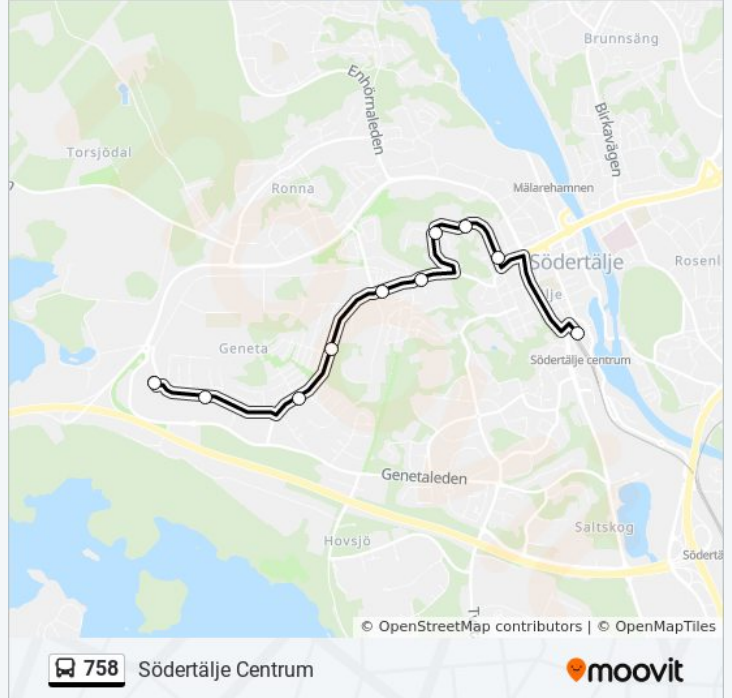 Brunnsäng
Enhörnaleden
Birkavägen
Torsjödal
Ronna
Mälarehamnen
Södertälje
Rosenl
lje
Geneta
Södertälje centrum
Genetaleden
Saltskog
Hovsjö
Södertä
© OpenStreetMap contributors | © OpenMapTiles
758 Södertälje Centrum
moovit